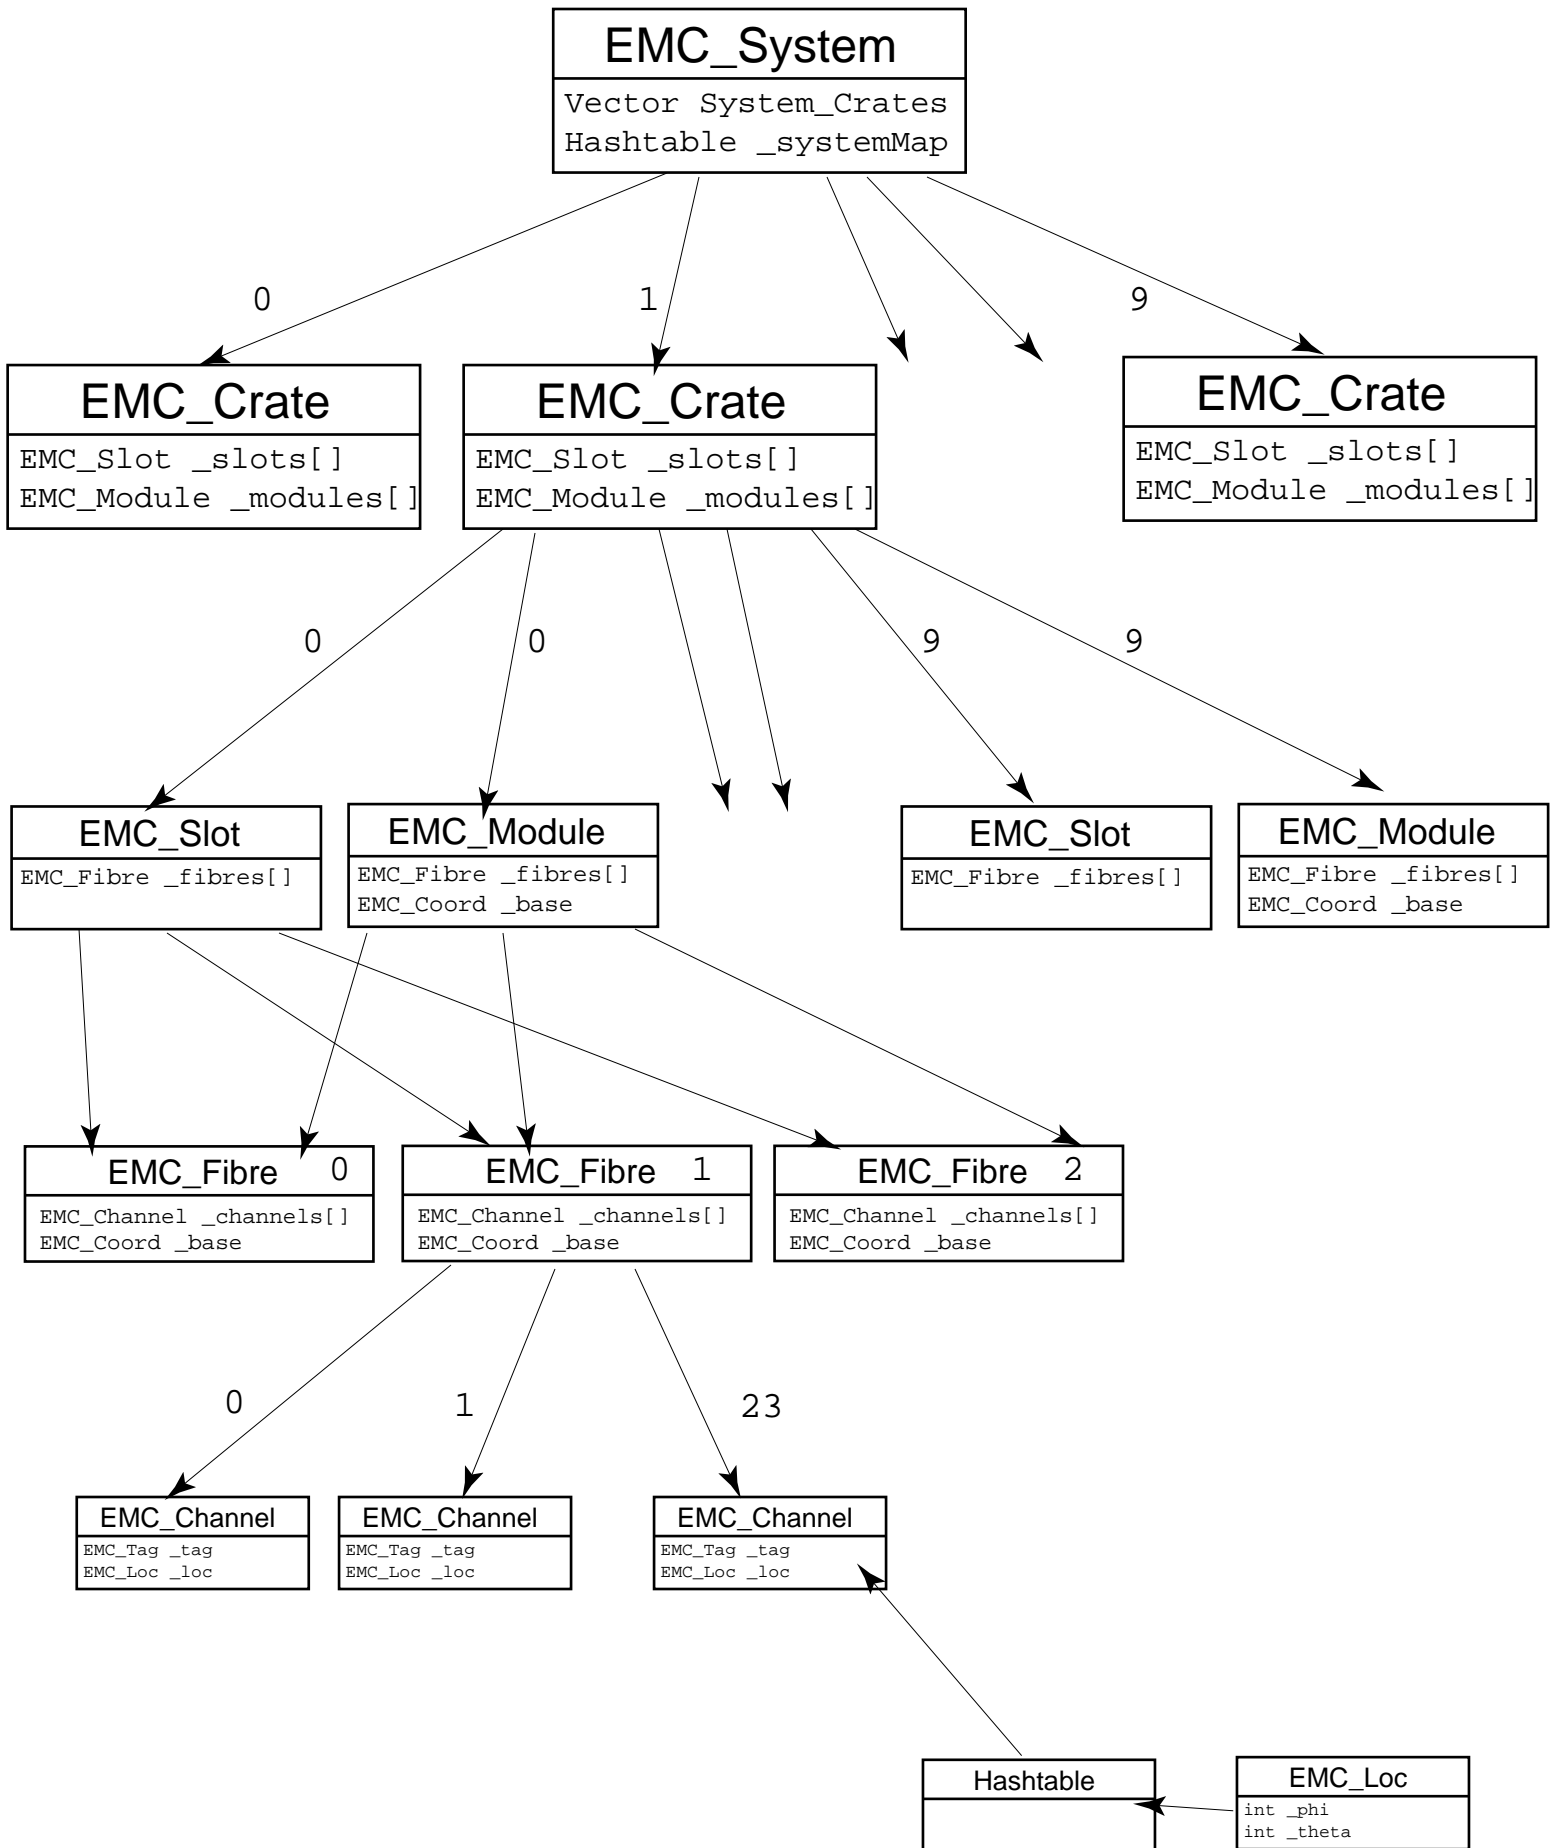 EMC_System
Vector System_Crates
Hashtable _systemMap
0
1
9
EMC_Crate
EMC_Slot _slots[]
EMC_Module _modules[]
EMC_Crate
EMC_Slot _slots[]
EMC_Module _modules[]
EMC_Crate
EMC_Slot _slots[]
EMC_Module _modules[]
0
0
9
9
EMC_Slot
EMC_Fibre _fibres[]
EMC_Module
EMC_Fibre _fibres[]
EMC_Coord _base
EMC_Slot
EMC_Fibre _fibres[]
EMC_Module
EMC_Fibre _fibres[]
EMC_Coord _base
EMC_Fibre 0
EMC_Channel _channels[]
EMC_Coord _base
EMC_Fibre 1
EMC_Channel _channels[]
EMC_Coord _base
EMC_Fibre 2
EMC_Channel _channels[]
EMC_Coord _base
0
1
23
EMC_Channel
EMC_Tag _tag
EMC_Loc _loc
EMC_Channel
EMC_Tag _tag
EMC_Loc _loc
EMC_Channel
EMC_Tag _tag
EMC_Loc _loc
Hashtable
EMC_Loc
int _phi
int _theta